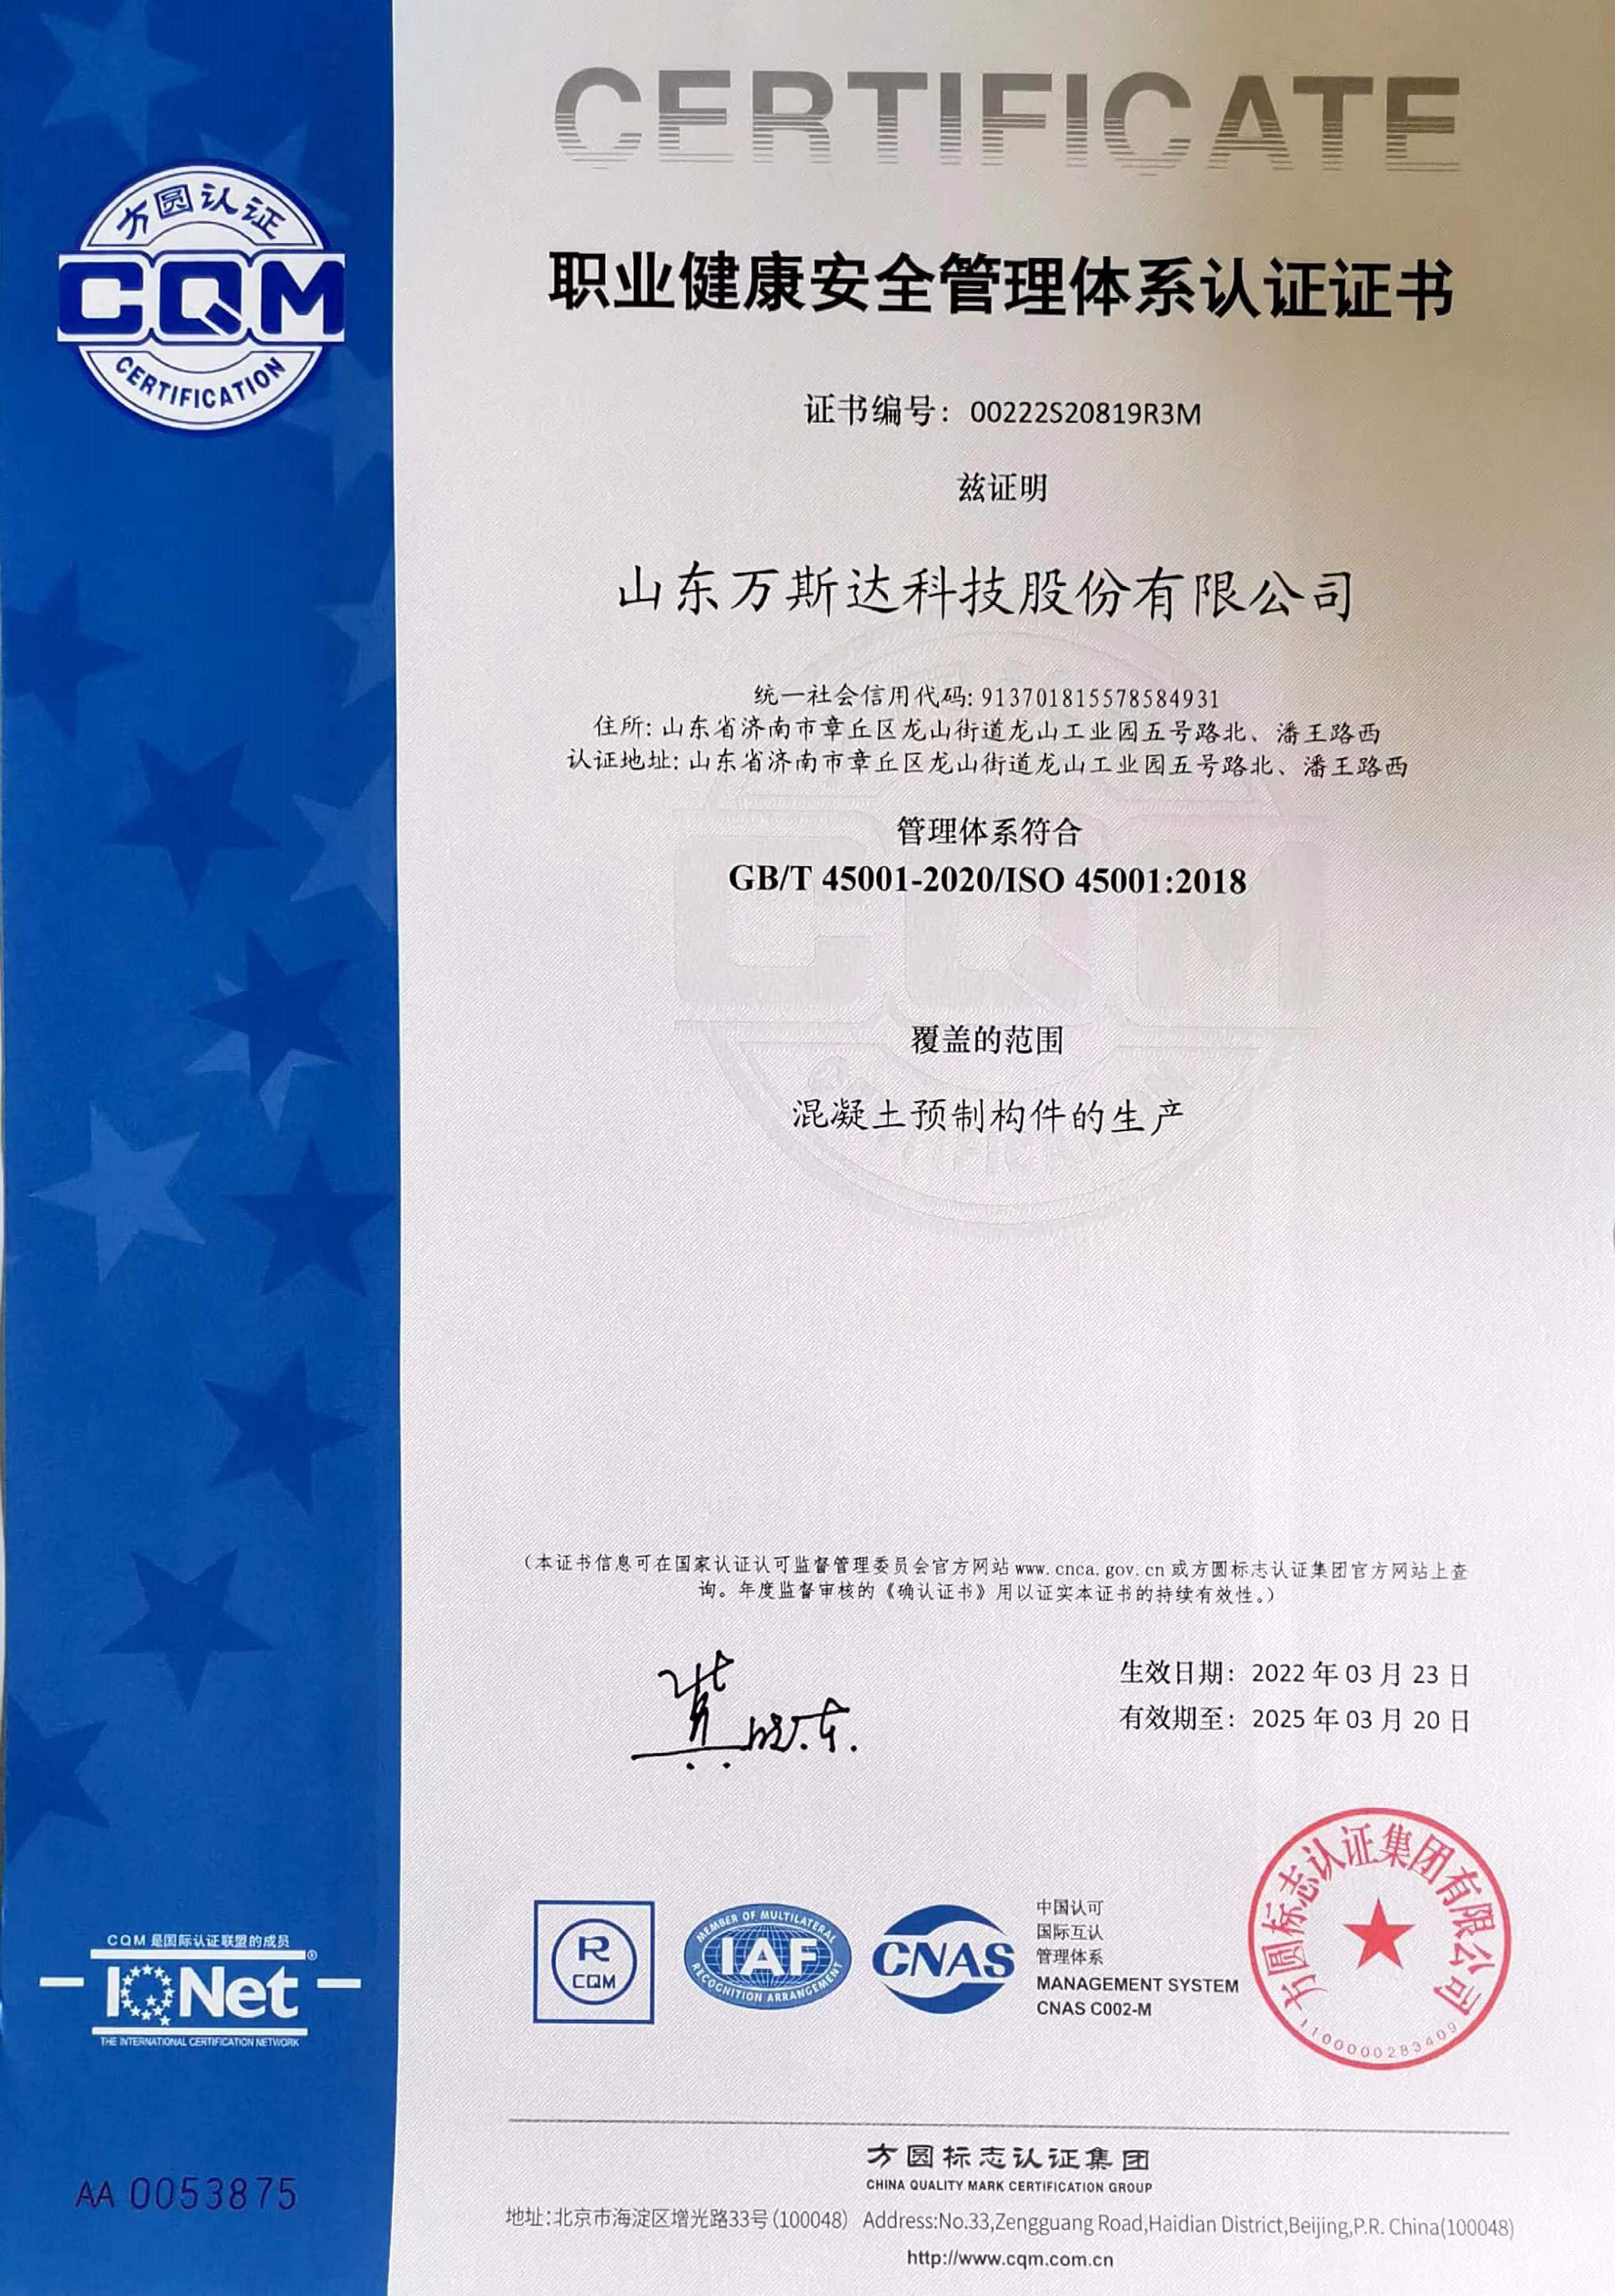 CERTIFICATE
方圆认证
CQM
CERTIFICATION
职业健康安全管理体系认证证书
证书编号：00222S20819R3M
兹证明
山东万斯达科技股份有限公司
统一社会信用代码: 913701815578584931
住所: 山东省济南市章丘区龙山街道龙山工业园五号路北、潘王路西
认证地址: 山东省济南市章丘区龙山街道龙山工业园五号路北、潘王路西
管理体系符合
GB/T 45001-2020/ISO 45001:2018
覆盖的范围
混凝土预制构件的生产
（本证书信息可在国家认证认可监督管理委员会官方网站 www.cnca.gov.cn 或方圆标志认证集团官方网站上查
询。年度监督审核的《确认证书》用以证实本证书的持续有效性。）
生效日期：2022 年 03 月 23 日
有效期至：2025 年 03 月 20 日
CQM 是国际认证联盟的成员
IQNet®
THE INTERNATIONAL CERTIFICATION NETWORK
R
CQM
MEMBER OF MULTILATERAL
IAF
RECOGNITION ARRANGEMENT
CNAS
中国认可
国际互认
管理体系
MANAGEMENT SYSTEM
CNAS C002-M
方圆标志认证集团有限公司
1100000283409
AA 0053875
方圆标志认证集团
CHINA QUALITY MARK CERTIFICATION GROUP
地址:北京市海淀区增光路33号(100048) Address:No.33,Zengguang Road,Haidian District,Beijing,P.R. China(100048)
http://www.cqm.com.cn